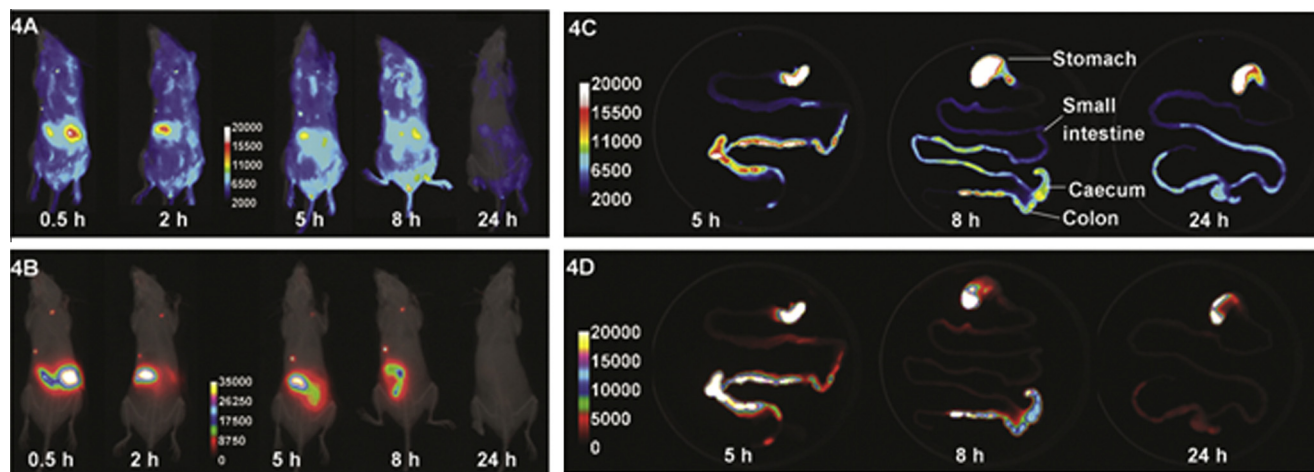 4A
20000
15500
11000
6500
2000
0.5 h
2 h
5 h
8 h
24 h
4C
20000
15500
11000
6500
2000
Stomach
Small
intestine
Caecum
Colon
5 h
8 h
24 h
4B
35000
26250
17500
8750
0
0.5 h
2 h
5 h
8 h
24 h
4D
20000
15000
10000
5000
0
5 h
8 h
24 h